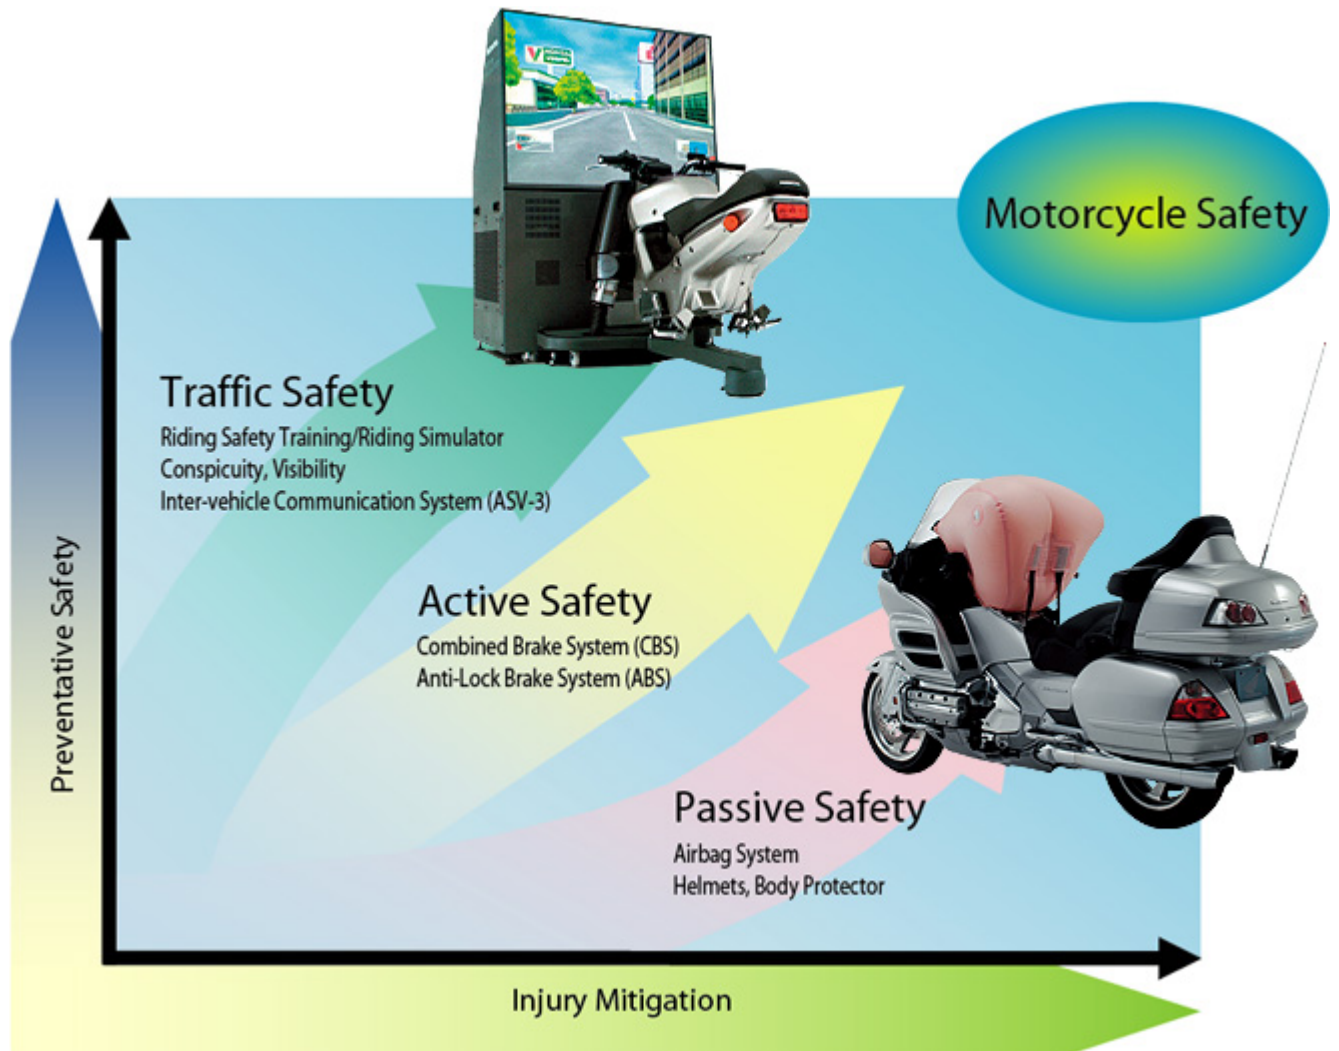 Motorcycle Safety
Traffic Safety
Riding Safety Training/Riding Simulator
Conspicuity, Visibility
Inter-vehicle Communication System (ASV-3)
Active Safety
Combined Brake System (CBS)
Anti-Lock Brake System (ABS)
Passive Safety
Airbag System
Helmets, Body Protector
Preventative Safety
Injury Mitigation